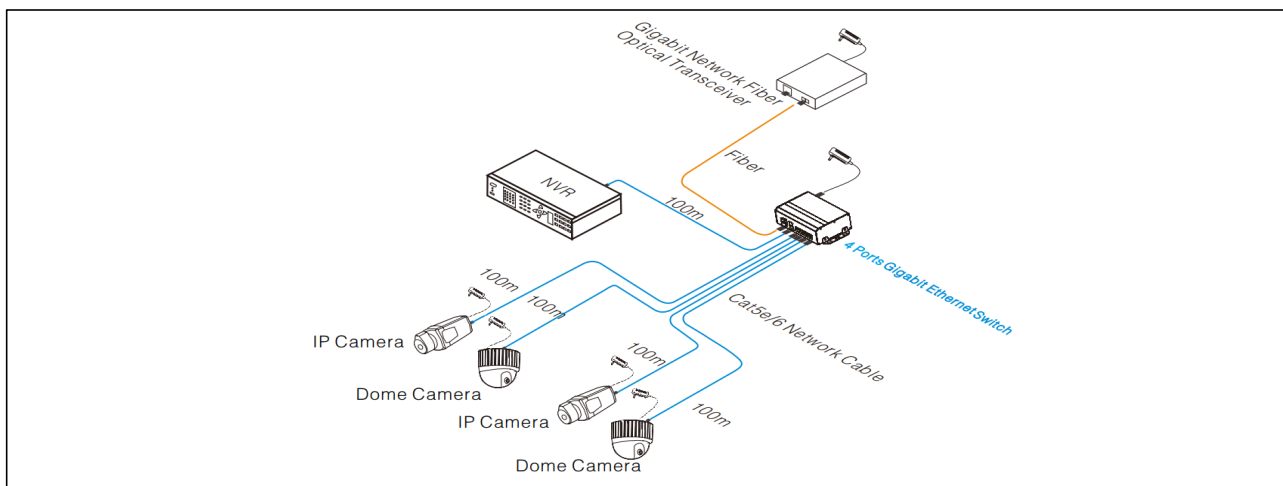 Gigabit Network Fiber
Optical Transceiver
Fiber
NVR
100m
4 Ports Gigabit Ethernet Switch
100m
100m
Cat5e/6 Network Cable
IP Camera
100m
Dome Camera
100m
IP Camera
Dome Camera